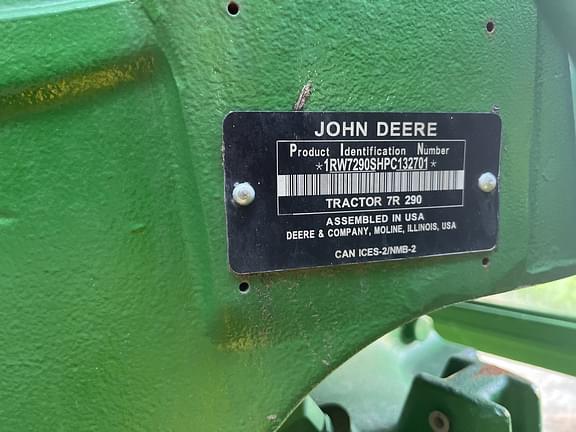 JOHN DEERE
Product Identification Number
*1RW7290SHPC132701*
TRACTOR 7R 290
ASSEMBLED IN USA
DEERE & COMPANY, MOLINE, ILLINOIS, USA
CAN ICES-2/NMB-2